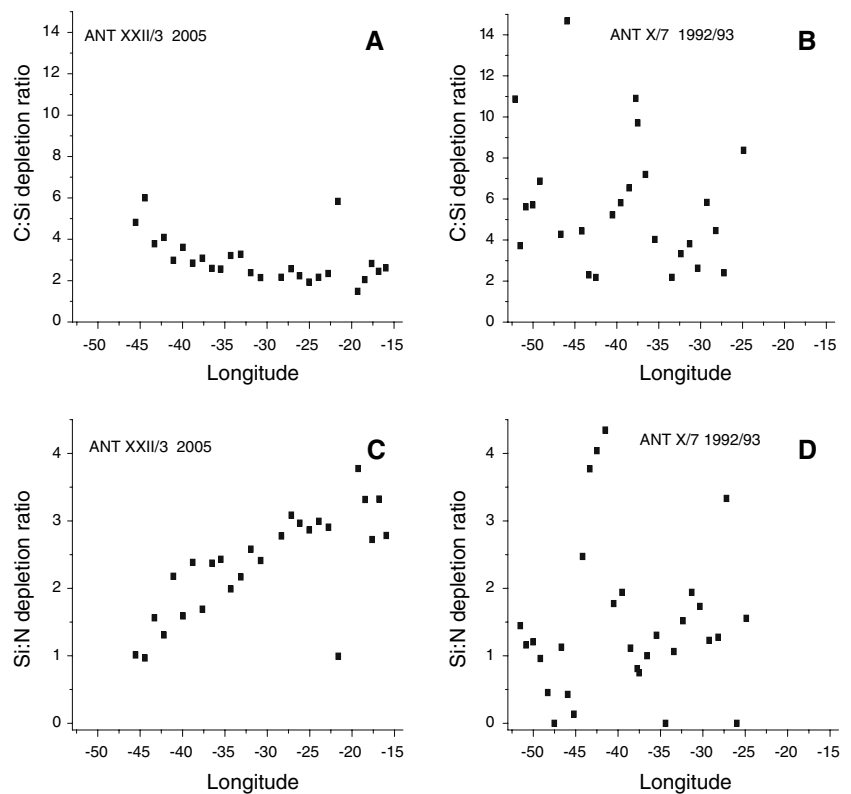 ANT XXII/3 2005
A
C:Si depletion ratio
14
12
10
8
6
4
2
0
-50 -45 -40 -35 -30 -25 -20 -15
Longitude
ANT X/7 1992/93
B
C:Si depletion ratio
14
12
10
8
6
4
2
0
-50 -45 -40 -35 -30 -25 -20 -15
Longitude
ANT XXII/3 2005
C
Si:N depletion ratio
4
3
2
1
0
-50 -45 -40 -35 -30 -25 -20 -15
Longitude
ANT X/7 1992/93
D
Si:N depletion ratio
4
3
2
1
0
-50 -45 -40 -35 -30 -25 -20 -15
Longitude